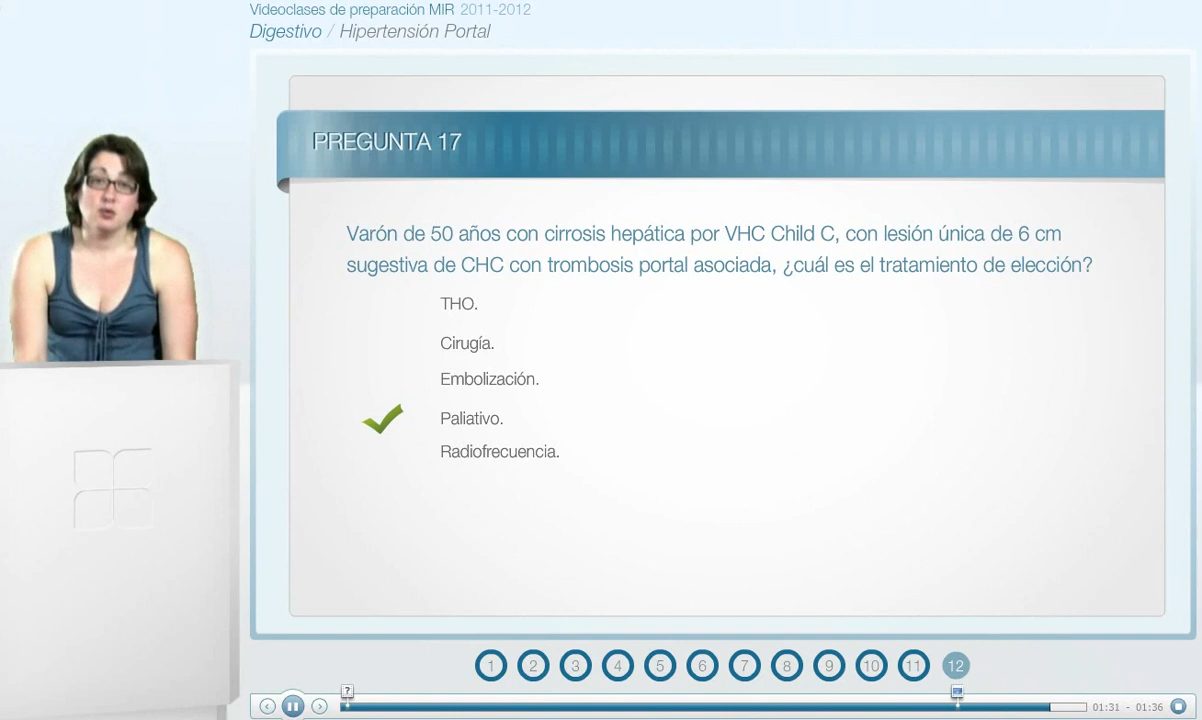 Videoclases de preparación MIR 2011-2012
Digestivo / Hipertensión Portal
PREGUNTA 17
Varón de 50 años con cirrosis hepática por VHC Child C, con lesión única de 6 cm
sugestiva de CHC con trombosis portal asociada, ¿cuál es el tratamiento de elección?
THO.
Cirugía.
Embolización.
Paliativo.
Radiofrecuencia.
1 2 3 4 5 6 7 8 9 10 11 12
?
01:31 - 01:36